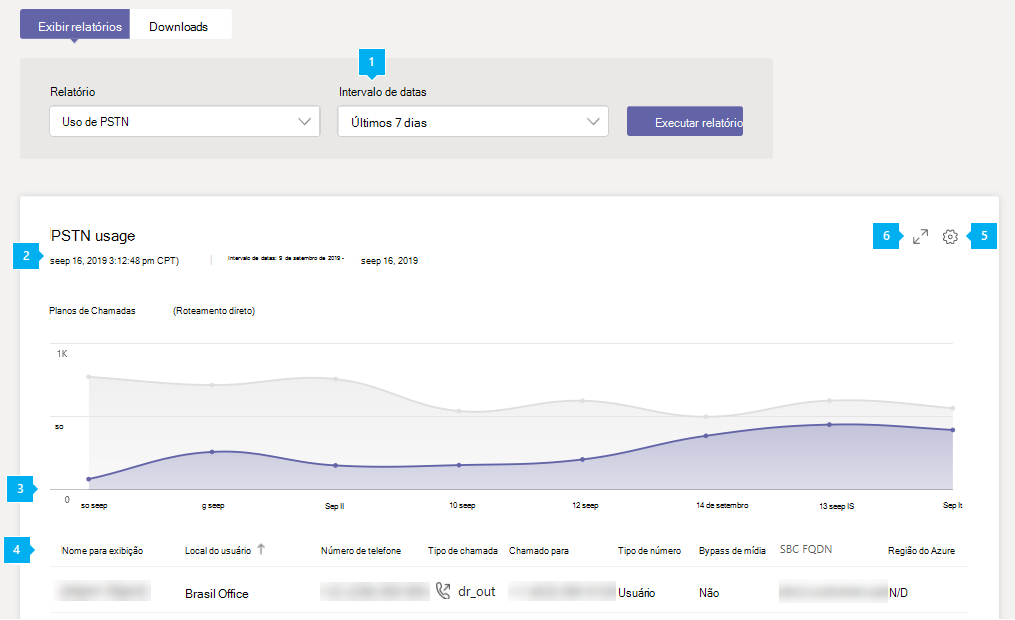 Exibir relatórios Downloads
1
Relatório Intervalo de datas
Uso de PSTN Últimos 7 dias Executar relatório
PSTN usage 6 5
2 seep 16, 2019 3:12:48 pm CPT) Intervalo de datas: 9 de setembro de 2019 - seep 16, 2019
Planos de Chamadas (Roteamento direto)
1K
so
3 0
so seep g seep Sep II 10 seep 12 seep 14 de setembro 13 seep IS Sep It
4 Nome para exibição Local do usuário Número de telefone Tipo de chamada Chamado para Tipo de número Bypass de mídia SBC FQDN Região do Azure
Brasil Office dr_out Usuário Não N/D